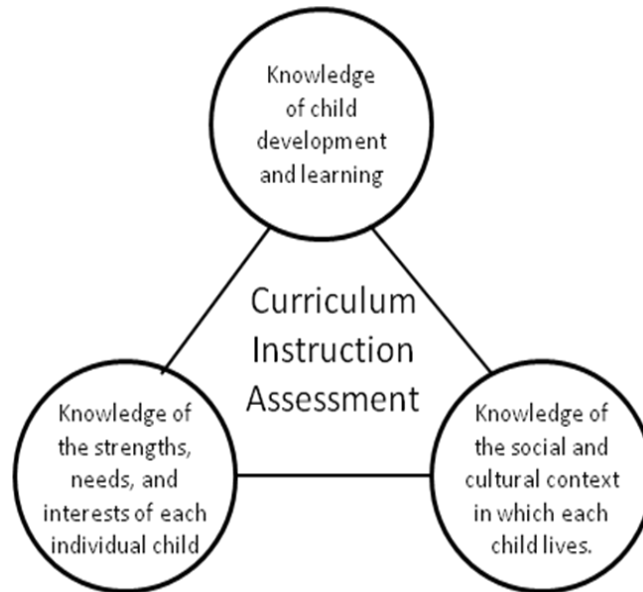 Knowledge
of child
development
and learning
Curriculum
Instruction
Assessment
Knowledge of
the strengths,
needs, and
interests of each
individual child
Knowledge of
the social and
cultural context
in which each
child lives.